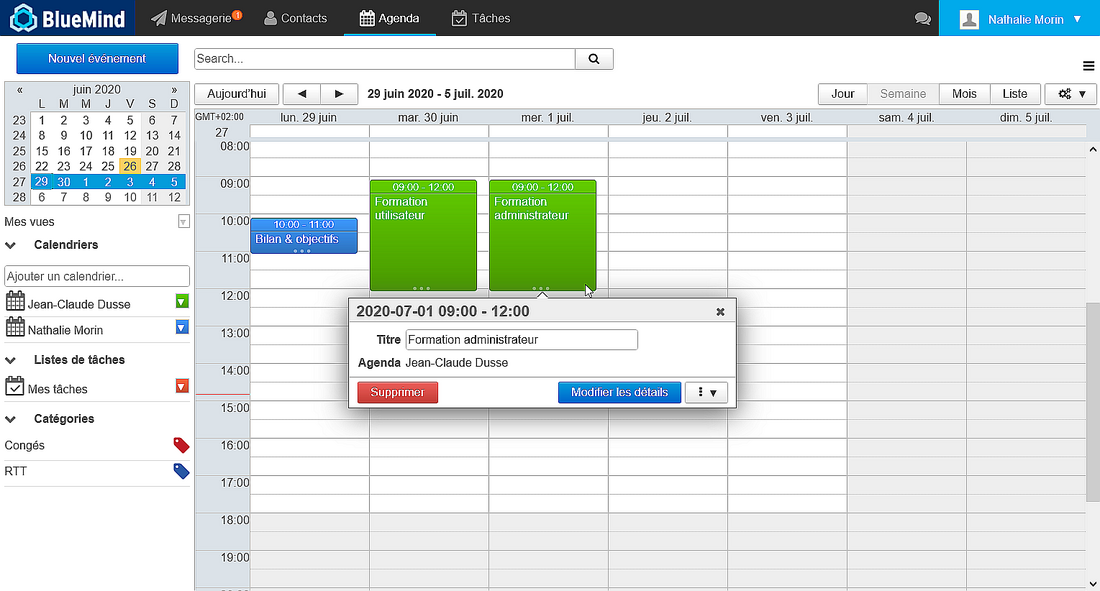 BlueMind
Messagerie 1
Contacts
Agenda
Tâches
Nathalie Morin
Nouvel événement
Search...
« juin 2020 »
L M M J V S D
23 1 2 3 4 5 6 7
24 8 9 10 11 12 13 14
25 15 16 17 18 19 20 21
26 22 23 24 25 26 27 28
27 29 30 1 2 3 4 5
28 6 7 8 9 10 11 12
Mes vues
Calendriers
Ajouter un calendrier...
Jean-Claude Dusse
Nathalie Morin
Listes de tâches
Mes tâches
Catégories
Congés
RTT
Aujourd'hui
29 juin 2020 - 5 juil. 2020
Jour
Semaine
Mois
Liste
GMT+02:00
27
lun. 29 juin
mar. 30 juin
mer. 1 juil.
jeu. 2 juil.
ven. 3 juil.
sam. 4 juil.
dim. 5 juil.
08:00
09:00
10:00
11:00
12:00
13:00
14:00
15:00
16:00
17:00
18:00
19:00
10:00 - 11:00
Bilan & objectifs
09:00 - 12:00
Formation
utilisateur
09:00 - 12:00
Formation
administrateur
2020-07-01 09:00 - 12:00
Titre Formation administrateur
Agenda Jean-Claude Dusse
Supprimer
Modifier les détails